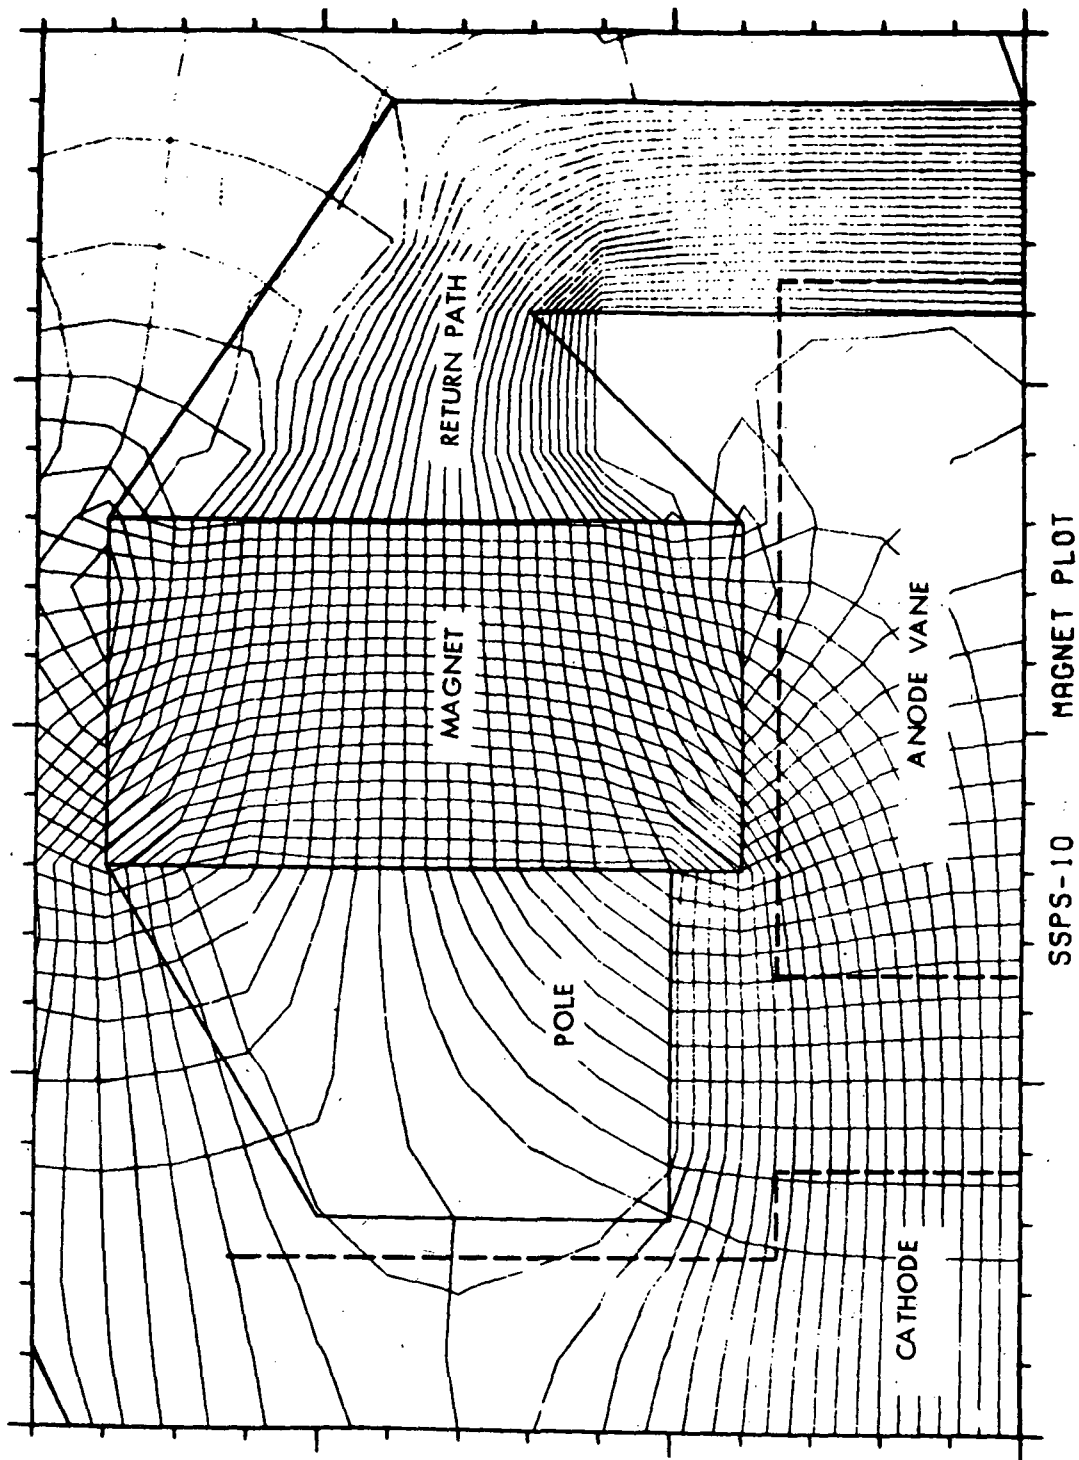 RETURN PATH
MAGNET
POLE
ANODE VANE
CATHODE
SSPS-10 MAGNET PLOT